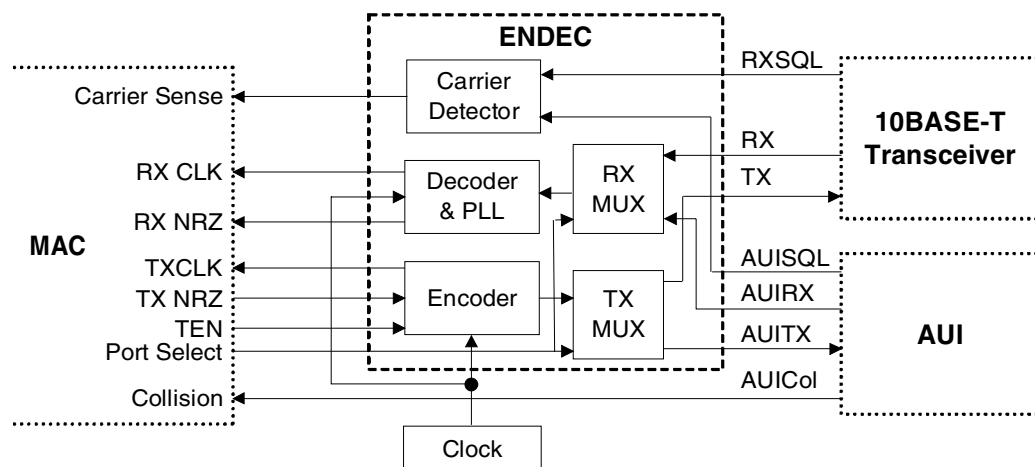 ENDEC
RXSQL
Carrier Sense
Carrier
Detector
10BASE-T
Transceiver
RX
TX
RX CLK
Decoder
& PLL
RX
MUX
RX NRZ
MAC
AUISQL
TXCLK
AUIRX
TX NRZ
Encoder
TX
MUX
AUI
TEN
AUITX
Port Select
AUICol
Collision
Clock